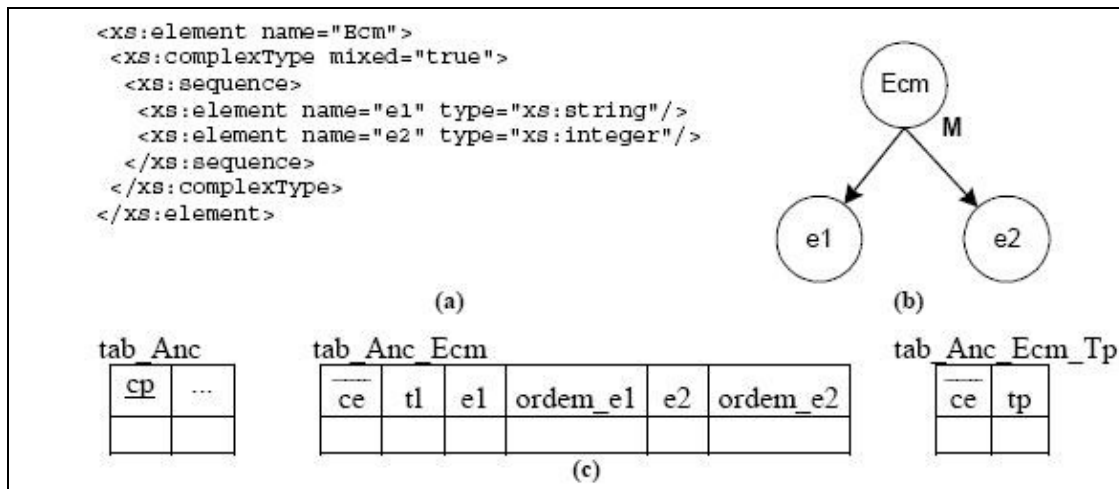 <xs:element name="Ecm">
<xs:complexType mixed="true">
<xs:sequence>
<xs:element name="e1" type="xs:string"/>
<xs:element name="e2" type="xs:integer"/>
</xs:sequence>
</xs:complexType>
</xs:element>
(a)
Ecm
M
e1
e2
(b)
tab_Anc
cp ...
tab_Anc_Ecm
ce tl e1 ordem_e1 e2 ordem_e2
tab_Anc_Ecm_Tp
ce tp
(c)